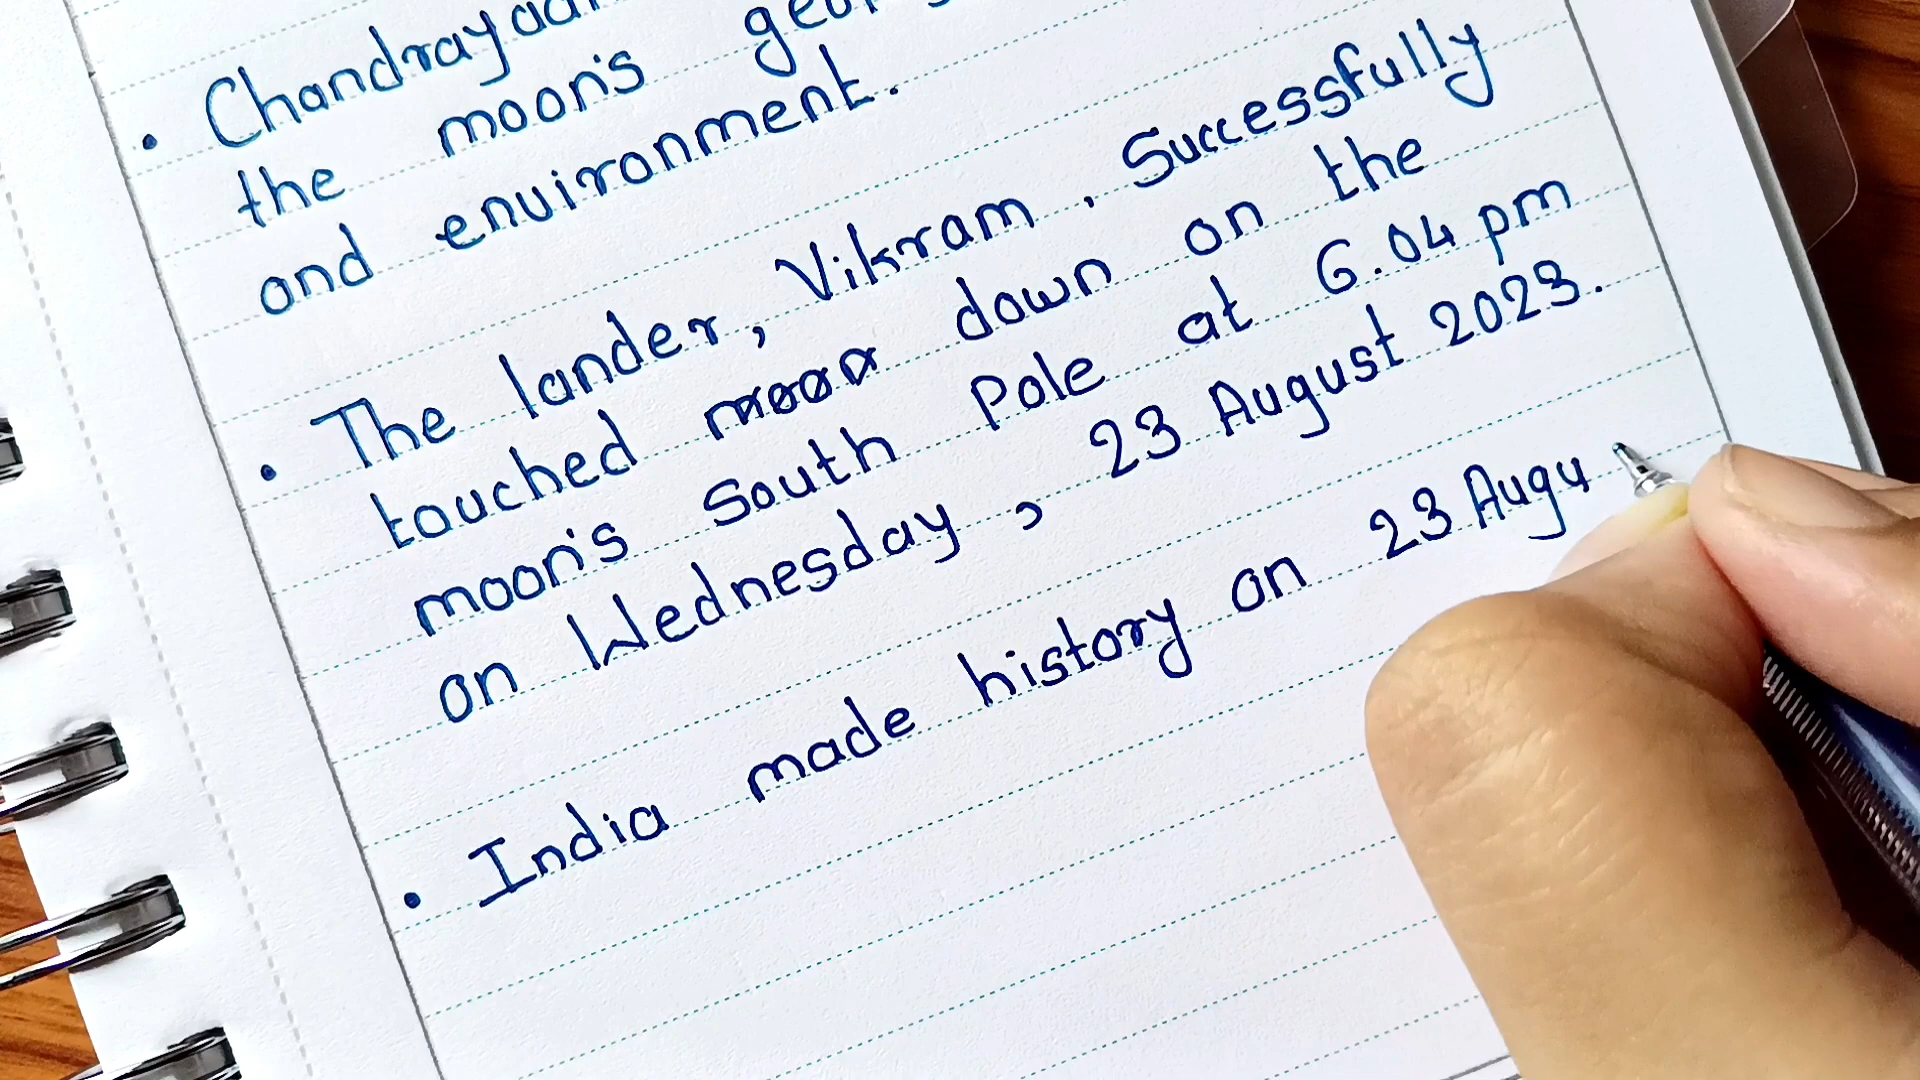 • Chandrayaan
the moon's geo
and environment.
• The lander, Vikram, Successfully
touched down on the
moon's South Pole at 6.04 pm
on Wednesday, 23 August 2023.
• India made history on 23 Augu